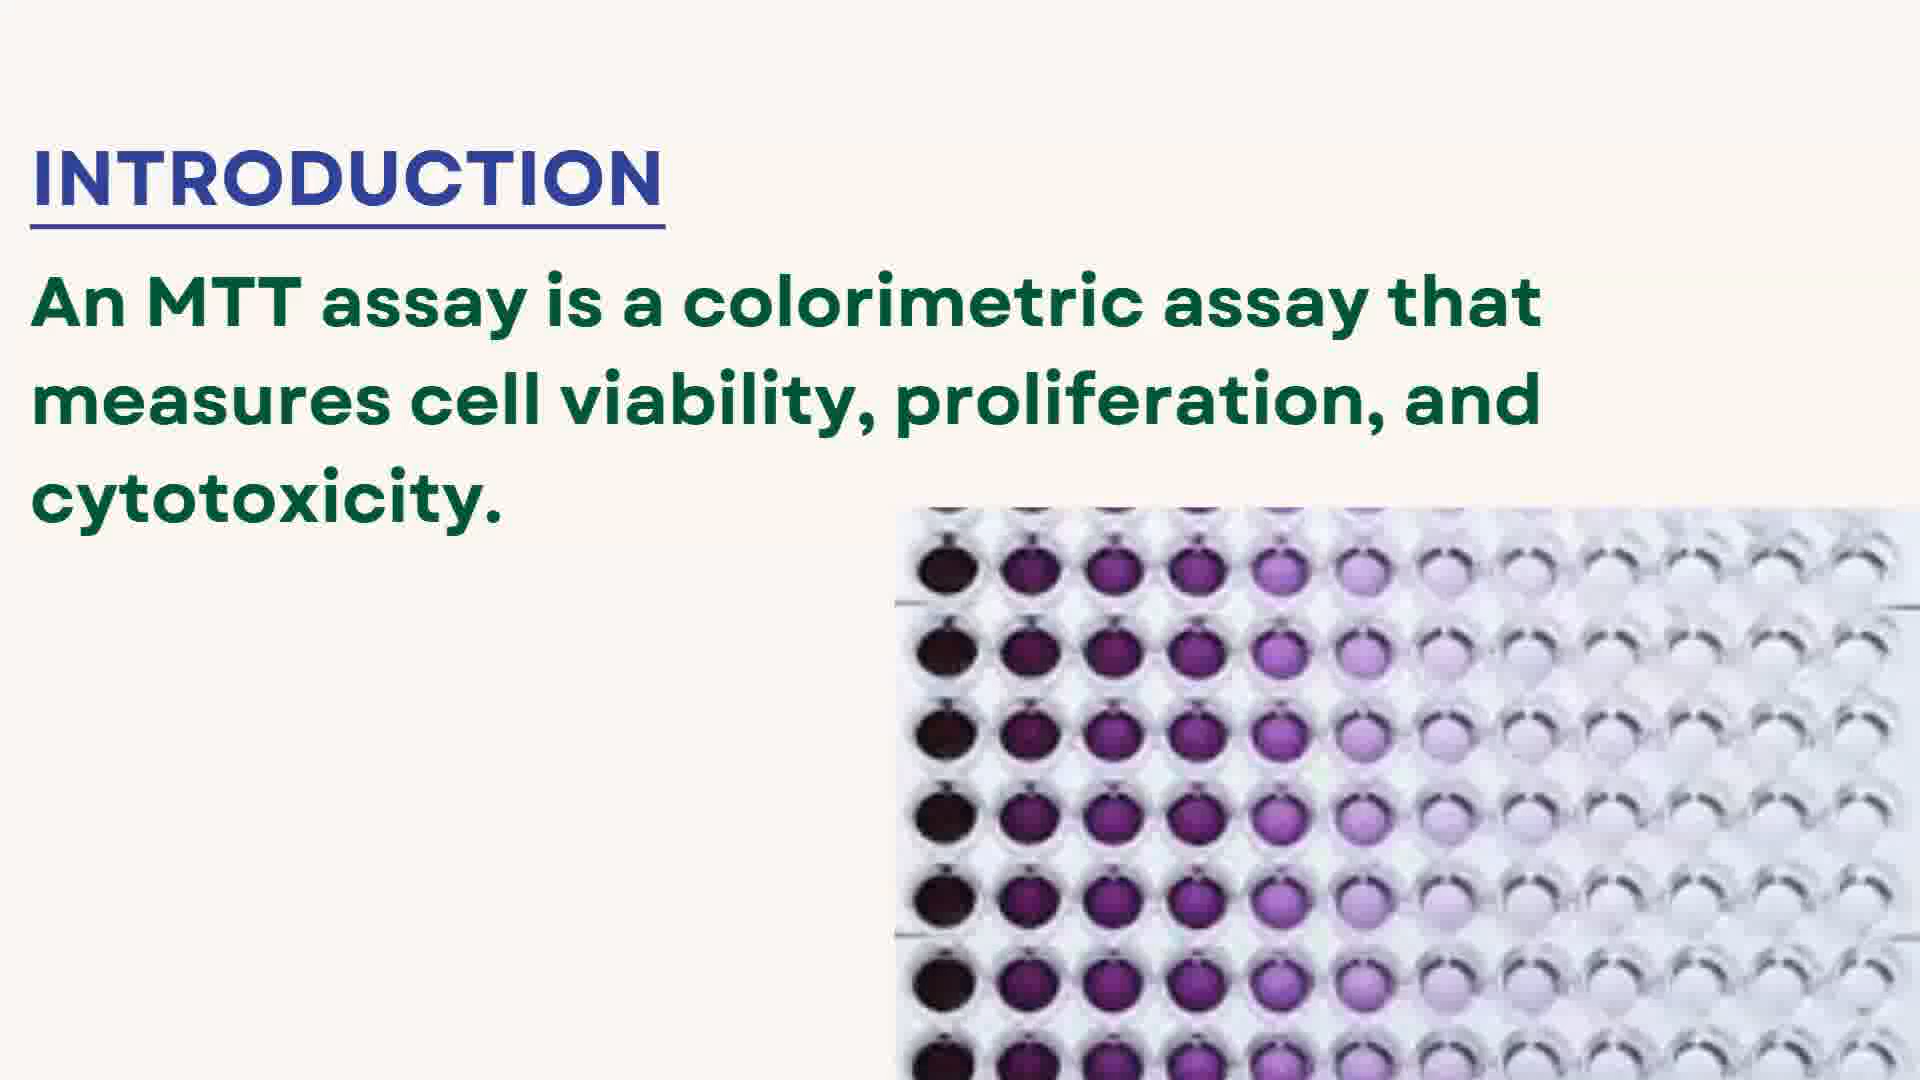 INTRODUCTION
An MTT assay is a colorimetric assay that
measures cell viability, proliferation, and
cytotoxicity.